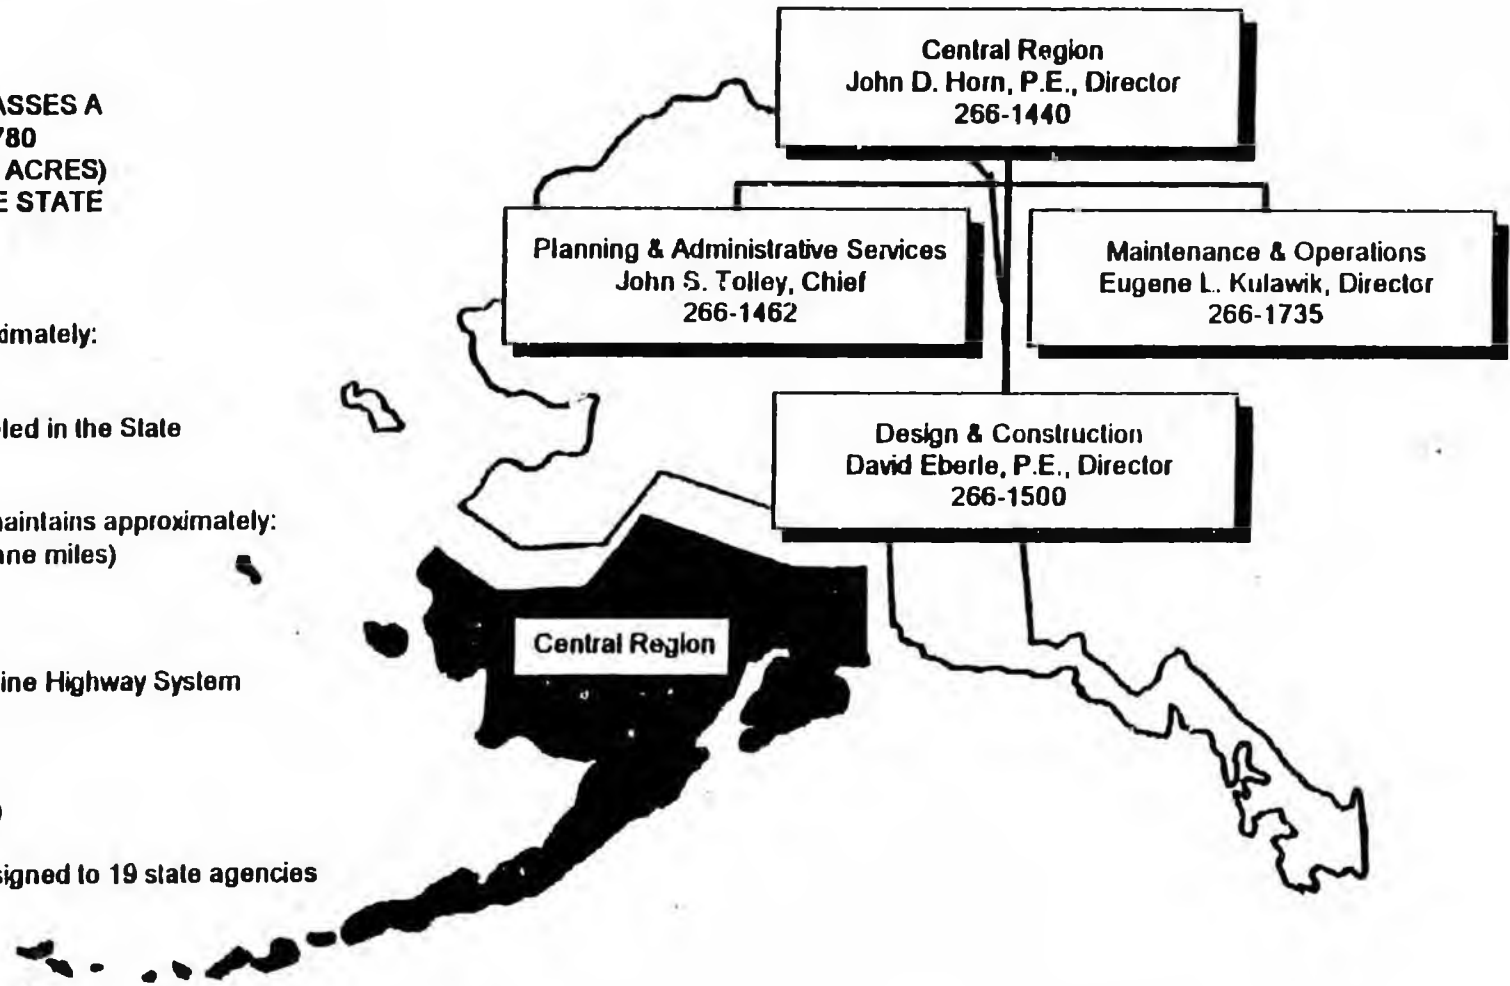 ASSES A
780
ACRES)
E STATE
Central Region
John D. Horn, P.E., Director
266-1440
Planning & Administrative Services
John S. Tolley, Chief
266-1462
Maintenance & Operations
Eugene L. Kulawik, Director
266-1735
imately:
led in the State
Design & Construction
David Eberle, P.E., Director
266-1500
naintains approximately:
ane miles)
Central Region
ine Highway System
)
signed to 19 state agencies